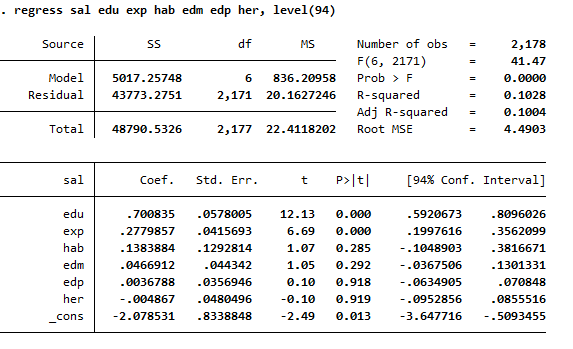 . regress sal edu exp hab edm edp her, level(94)
Source SS df MS Number of obs = 2,178
F(6, 2171) = 41.47
Model 5017.25748 6 836.20958 Prob > F = 0.0000
Residual 43773.2751 2,171 20.1627246 R-squared = 0.1028
Adj R-squared = 0.1004
Total 48790.5326 2,177 22.4118202 Root MSE = 4.4903
sal Coef. Std. Err. t P>|t| [94% Conf. Interval]
edu .700835 .0578005 12.13 0.000 .5920673 .8096026
exp .2779857 .0415693 6.69 0.000 .1997616 .3562099
hab .1383884 .1292814 1.07 0.285 -.1048903 .3816671
edm .0466912 .044342 1.05 0.292 -.0367506 .1301331
edp .0036788 .0356946 0.10 0.918 -.0634905 .070848
her -.004867 .0480496 -0.10 0.919 -.0952856 .0855516
_cons -2.078531 .8338848 -2.49 0.013 -3.647716 -.5093455